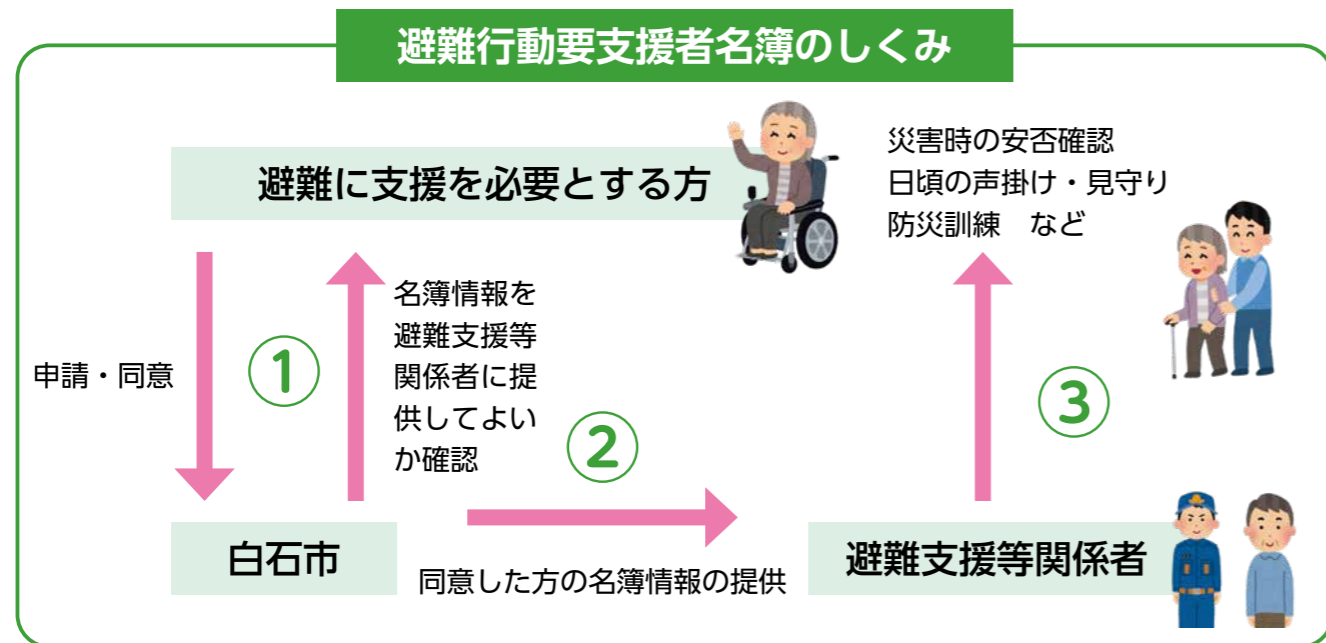 避難行動要支援者名簿のしくみ
避難に支援を必要とする方
災害時の安否確認
日頃の声掛け・見守り
防災訓練　など
申請・同意
①
名簿情報を
避難支援等
関係者に提
供してよい
か確認
②
③
白石市
同意した方の名簿情報の提供
避難支援等関係者